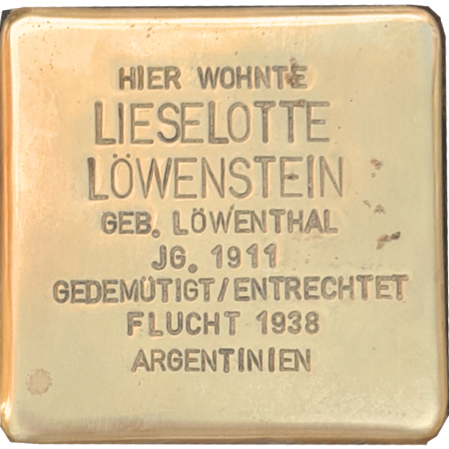 HIER WOHNTE
LIESELOTTE
LÖWENSTEIN
GEB. LÖWENTHAL
JG. 1911
GEDEMÜTIGT/ENTRECHTET
FLUCHT 1938
ARGENTINIEN